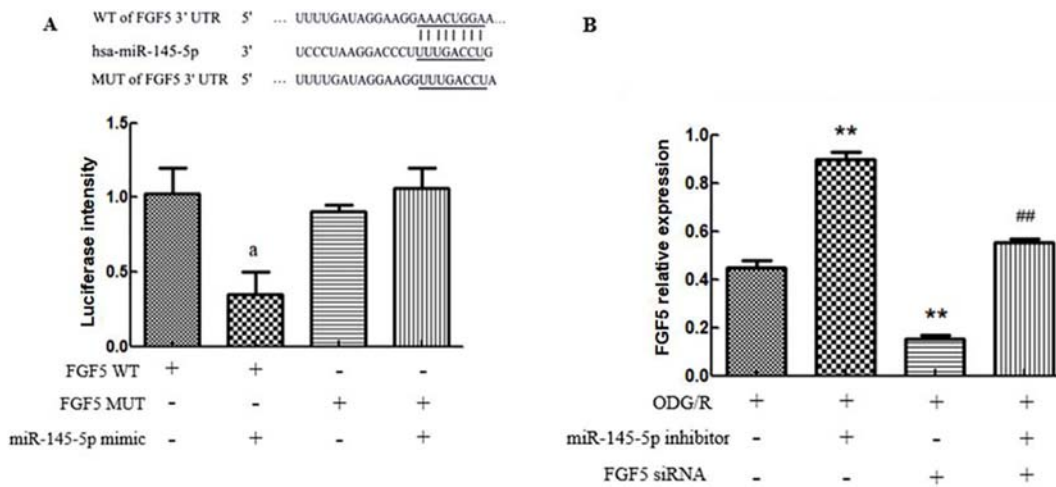 A
WT of FGF5 3' UTR 5' ... UUUUGAUAGGAAGGAAACUGGAA...
hsa-miR-145-5p 3' UCCCUAAGGACCCUUUUGACCUG
MUT of FGF5 3' UTR 5' ... UUUUGAUAGGAAGGUUUGACCUA
1.5
1.0
0.5
0.0
Luciferase intensity
a
FGF5 WT + + - -
FGF5 MUT - - + +
miR-145-5p mimic - + - +
B
1.0
0.8
0.6
0.4
0.2
0.0
FGF5 relative expression
**
**
##
ODG/R + + + +
miR-145-5p inhibitor - + - +
FGF5 siRNA - - + +